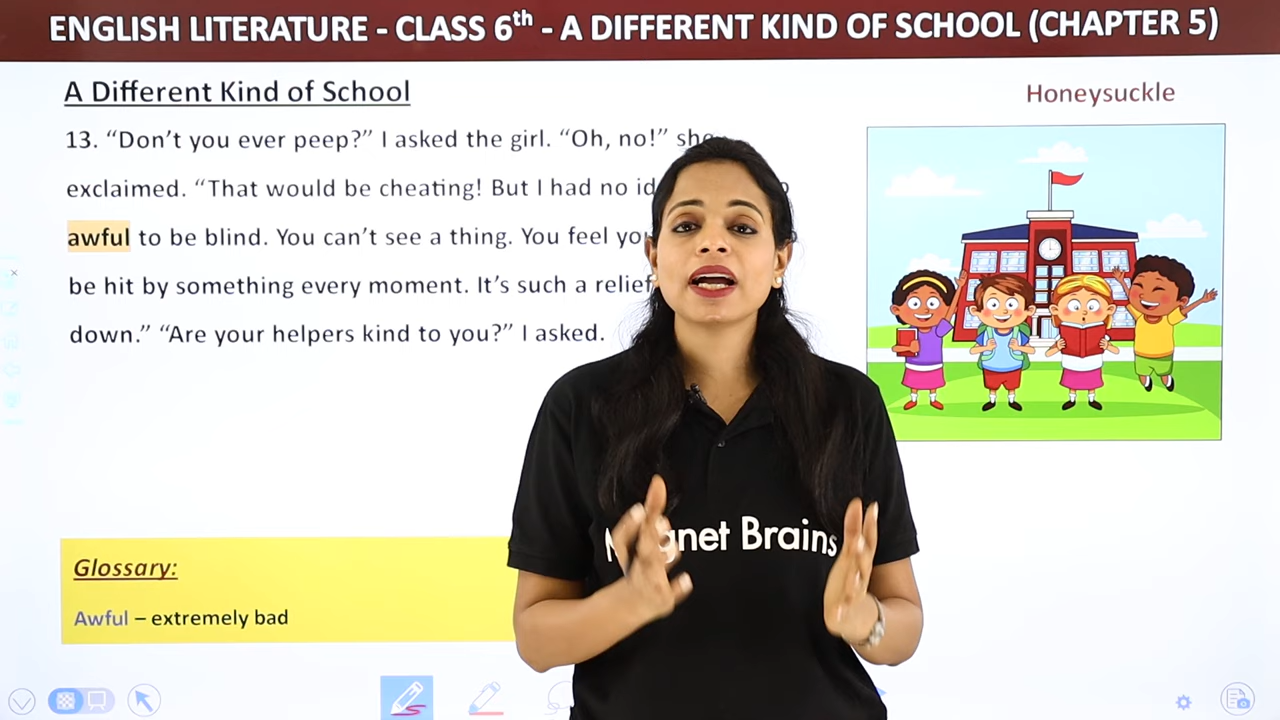 ENGLISH LITERATURE - CLASS 6th - A DIFFERENT KIND OF SCHOOL (CHAPTER 5)
A Different Kind of School
Honeysuckle
13. “Don’t you ever peep?” I asked the girl. “Oh, no!” she
exclaimed. “That would be cheating! But I had no
awful to be blind. You can’t see a thing. You feel
be hit by something every moment. It’s such a relief
down.” “Are your helpers kind to you?” I asked.
Glossary:
Awful – extremely bad
Magnet Brains